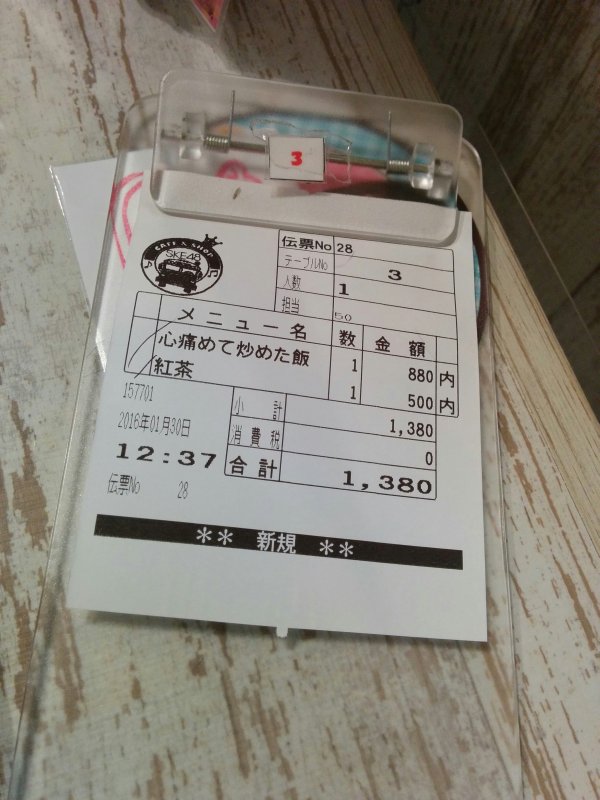 3
CAFE & SHOP
SKE48
伝票No 28
テーブルNo 3
人数 1
担当 50
メニュー名 数 金額
心痛めて炒めた飯 1 880 内
紅茶 1 500 内
157701
小計 1,380
2016年01月30日
消費税 0
12:37
合計 1,380
伝票No 28
** 新規 **